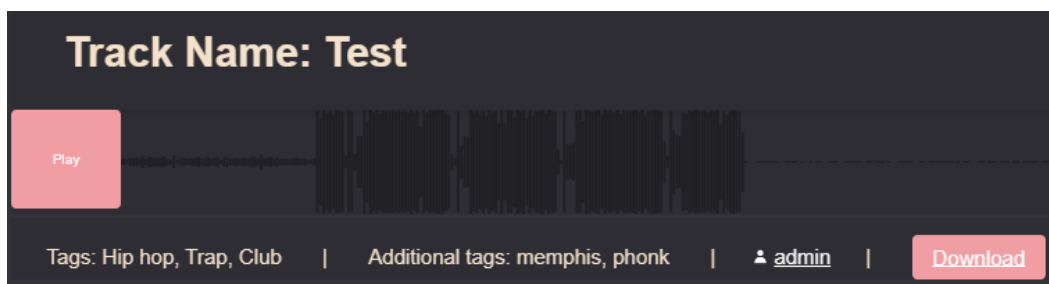 Track Name: Test
Play
Tags: Hip hop, Trap, Club | Additional tags: memphis, phonk | admin | Download